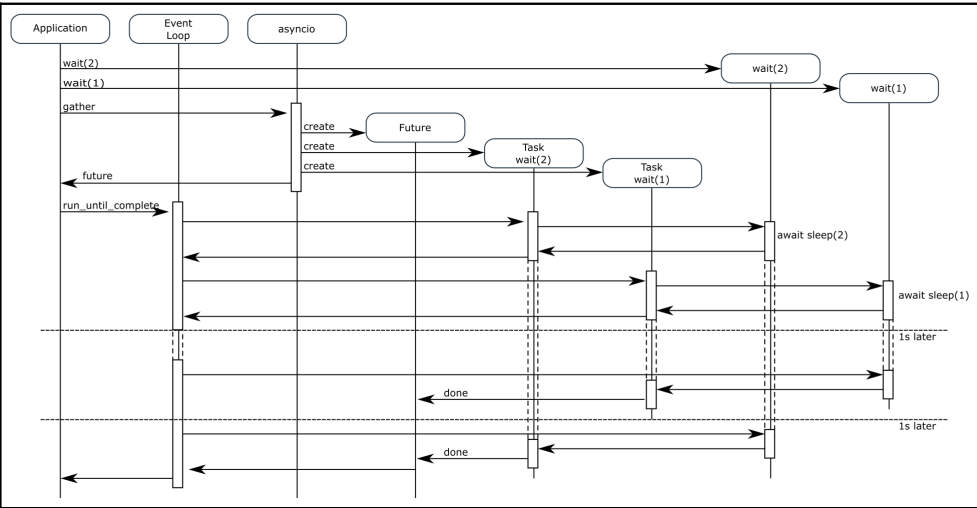 Application
Event
Loop
asyncio
wait(2)
wait(2)
wait(1)
wait(1)
gather
create
Future
create
Task
wait(2)
create
Task
wait(1)
future
run_until_complete
await sleep(2)
await sleep(1)
1s later
done
1s later
done